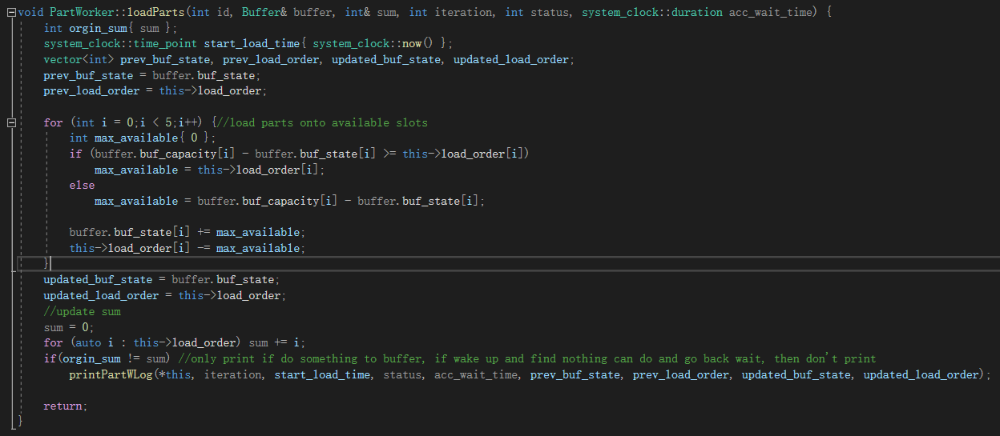 void PartWorker::loadParts(int id, Buffer& buffer, int& sum, int iteration, int status, system_clock::duration acc_wait_time) {
    int orgin_sum{ sum };
    system_clock::time_point start_load_time{ system_clock::now() };
    vector<int> prev_buf_state, prev_load_order, updated_buf_state, updated_load_order;
    prev_buf_state = buffer.buf_state;
    prev_load_order = this->load_order;

    for (int i = 0;i < 5;i++) {//load parts onto available slots
        int max_available{ 0 };
        if (buffer.buf_capacity[i] - buffer.buf_state[i] >= this->load_order[i])
            max_available = this->load_order[i];
        else
            max_available = buffer.buf_capacity[i] - buffer.buf_state[i];

        buffer.buf_state[i] += max_available;
        this->load_order[i] -= max_available;
    }
    updated_buf_state = buffer.buf_state;
    updated_load_order = this->load_order;
    //update sum
    sum = 0;
    for (auto i : this->load_order) sum += i;
    if(orgin_sum != sum) //only print if do something to buffer, if wake up and find nothing can do and go back wait, then don't print
        printPartWLog(*this, iteration, start_load_time, status, acc_wait_time, prev_buf_state, prev_load_order, updated_buf_state, updated_load_order);

    return;
}